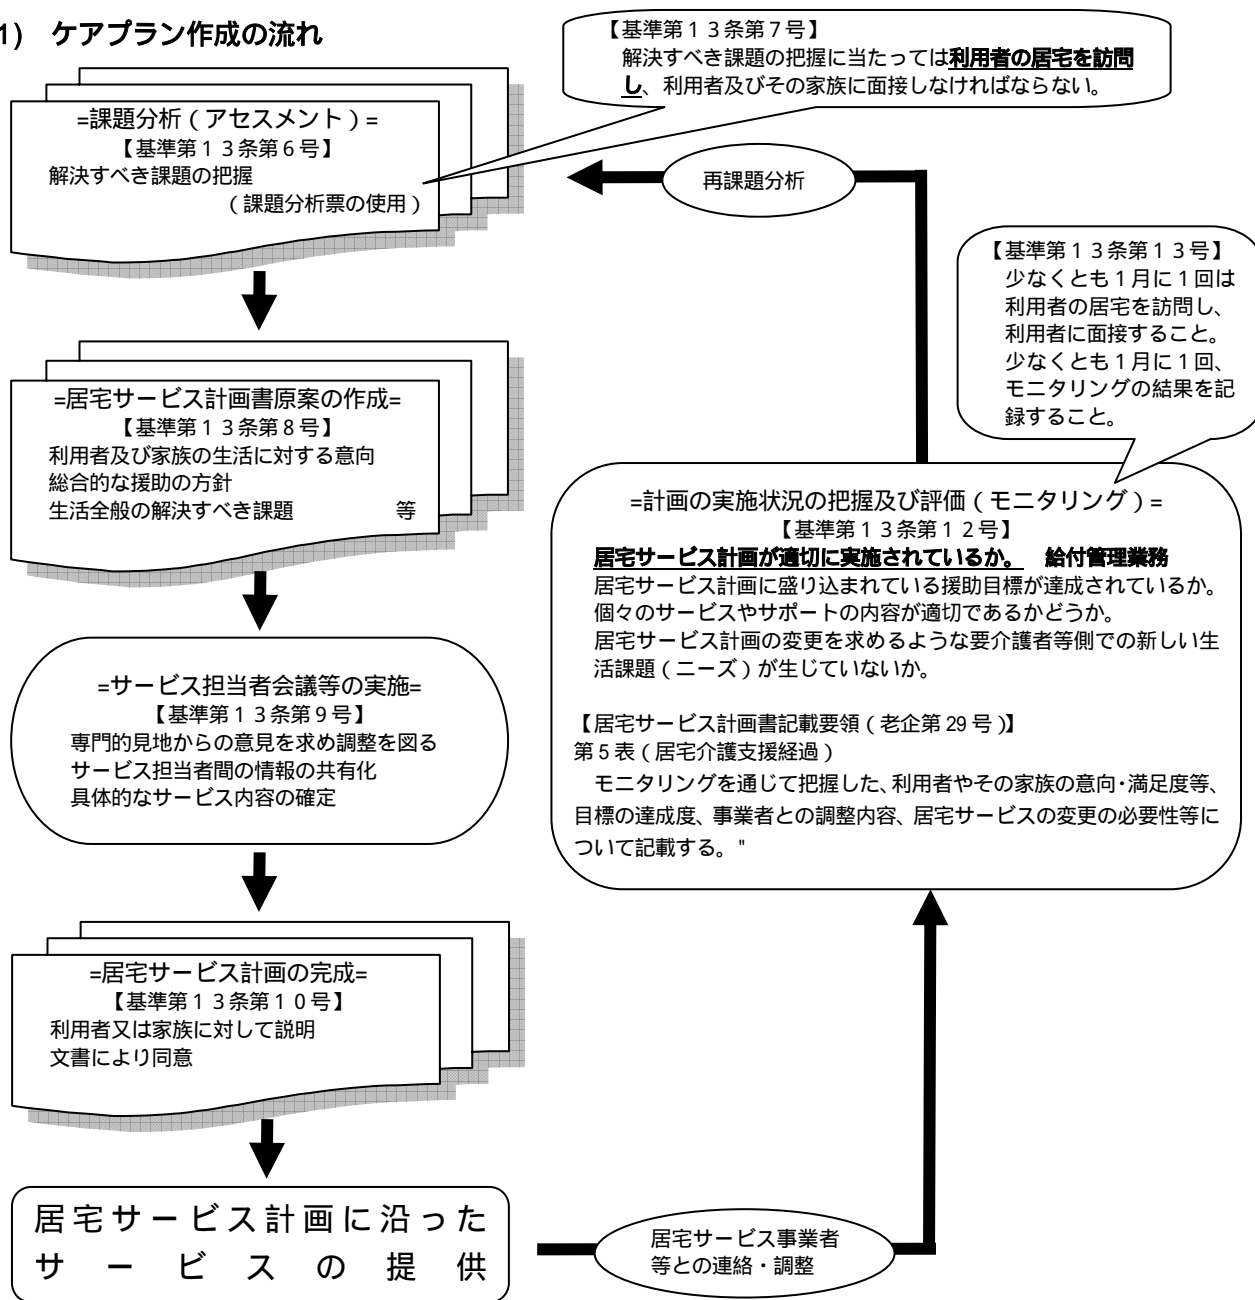 1)　ケアプラン作成の流れ
【基準第１３条第７号】
解決すべき課題の把握に当たっては利用者の居宅を訪問
し、利用者及びその家族に面接しなければならない。
=課題分析（アセスメント）=
【基準第１３条第６号】
解決すべき課題の把握
（課題分析票の使用）
再課題分析
【基準第１３条第１３号】
少なくとも１月に１回は
利用者の居宅を訪問し、
利用者に面接すること。
少なくとも１月に１回、
モニタリングの結果を記
録すること。
=居宅サービス計画書原案の作成=
【基準第１３条第８号】
利用者及び家族の生活に対する意向
総合的な援助の方針
生活全般の解決すべき課題　　　　等
=計画の実施状況の把握及び評価（モニタリング）=
【基準第１３条第１２号】
居宅サービス計画が適切に実施されているか。　給付管理業務
居宅サービス計画に盛り込まれている援助目標が達成されているか。
個々のサービスやサポートの内容が適切であるかどうか。
居宅サービス計画の変更を求めるような要介護者等側での新しい生
活課題（ニーズ）が生じていないか。
【居宅サービス計画書記載要領（老企第29号）】
第5表（居宅介護支援経過）
モニタリングを通じて把握した、利用者やその家族の意向・満足度等、
目標の達成度、事業者との調整内容、居宅サービスの変更の必要性等に
ついて記載する。"
=サービス担当者会議等の実施=
【基準第１３条第９号】
専門的見地からの意見を求め調整を図る
サービス担当者間の情報の共有化
具体的なサービス内容の確定
=居宅サービス計画の完成=
【基準第１３条第１０号】
利用者又は家族に対して説明
文書により同意
居宅サービス計画に沿った
サービスの提供
居宅サービス事業者
等との連絡・調整